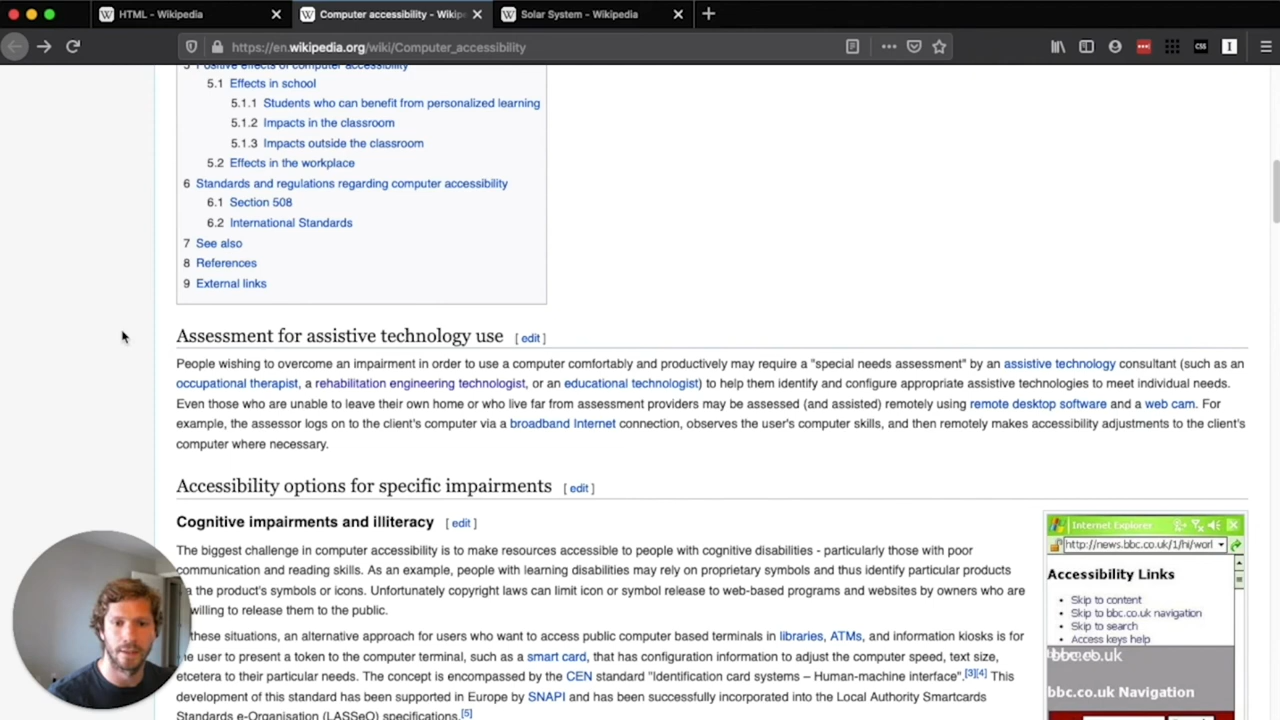 HTML - Wikipedia
Computer accessibility - Wikip
Solar System - Wikipedia
https://en.wikipedia.org/wiki/Computer_accessibility
5 Positive effects of computer accessibility
5.1 Effects in school
5.1.1 Students who can benefit from personalized learning
5.1.2 Impacts in the classroom
5.1.3 Impacts outside the classroom
5.2 Effects in the workplace
6 Standards and regulations regarding computer accessibility
6.1 Section 508
6.2 International Standards
7 See also
8 References
9 External links
Assessment for assistive technology use [ edit ]
People wishing to overcome an impairment in order to use a computer comfortably and productively may require a "special needs assessment" by an assistive technology consultant (such as an
occupational therapist, a rehabilitation engineering technologist, or an educational technologist) to help them identify and configure appropriate assistive technologies to meet individual needs.
Even those who are unable to leave their own home or who live far from assessment providers may be assessed (and assisted) remotely using remote desktop software and a web cam. For
example, the assessor logs on to the client's computer via a broadband Internet connection, observes the user's computer skills, and then remotely makes accessibility adjustments to the client's
computer where necessary.
Accessibility options for specific impairments [ edit ]
Cognitive impairments and illiteracy [ edit ]
The biggest challenge in computer accessibility is to make resources accessible to people with cognitive disabilities - particularly those with poor
communication and reading skills. As an example, people with learning disabilities may rely on proprietary symbols and thus identify particular products
the product's symbols or icons. Unfortunately copyright laws can limit icon or symbol release to web-based programs and websites by owners who are
willing to release them to the public.
these situations, an alternative approach for users who want to access public computer based terminals in libraries, ATMs, and information kiosks is for
user to present a token to the computer terminal, such as a smart card, that has configuration information to adjust the computer speed, text size,
etcetera to their particular needs. The concept is encompassed by the CEN standard "Identification card systems – Human-machine interface".[3][4] This
development of this standard has been supported in Europe by SNAPI and has been successfully incorporated into the Local Authority Smartcards
Standards e-Organisation (LASSeO) specifications.[5]
Internet Explorer
http://news.bbc.co.uk/1/hi/worl
Accessibility Links
Skip to content
Skip to bbc.co.uk navigation
Skip to search
Access keys help
bbc.co.uk
bbc.co.uk Navigation
CSS
I